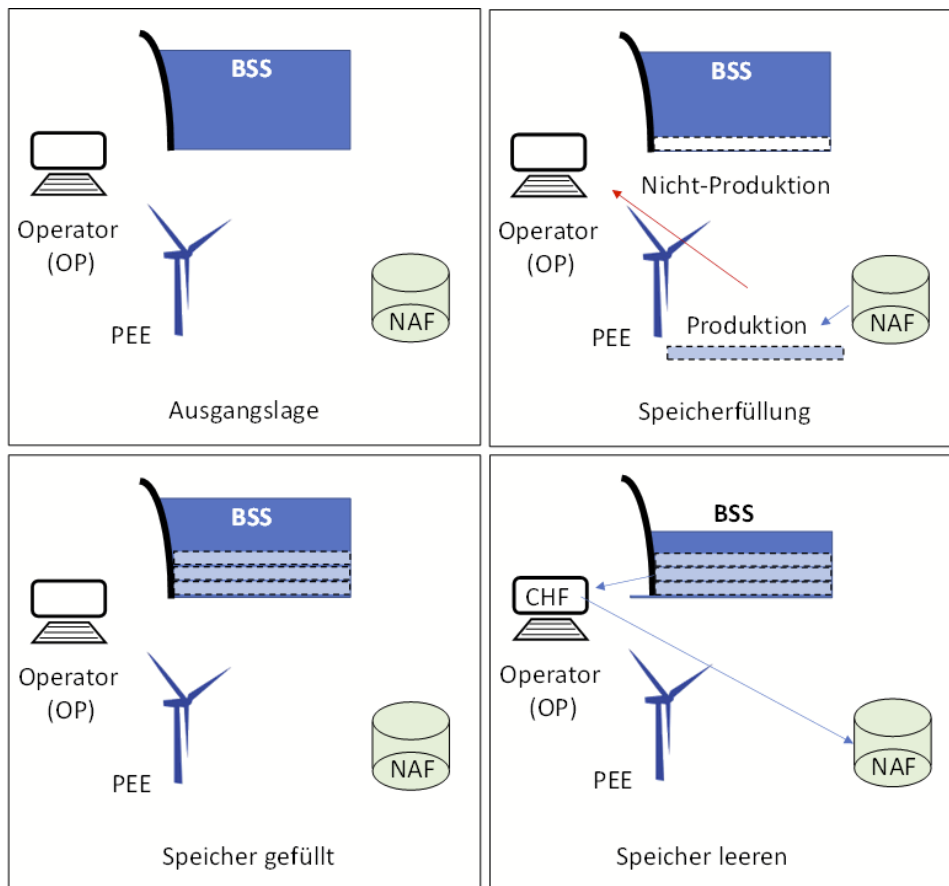 BSS
Operator
(OP)
PEE
NAF
Ausgangslage
BSS
Nicht-Produktion
Operator
(OP)
Produktion
PEE
NAF
Speicherfüllung
BSS
Operator
(OP)
PEE
NAF
Speicher gefüllt
BSS
CHF
Operator
(OP)
PEE
NAF
Speicher leeren